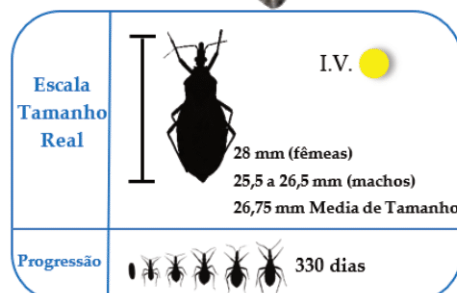 Escala
Tamanho
Real
I.V.
28 mm (fêmeas)
25,5 a 26,5 mm (machos)
26,75 mm Media de Tamanho
Progressão
330 dias